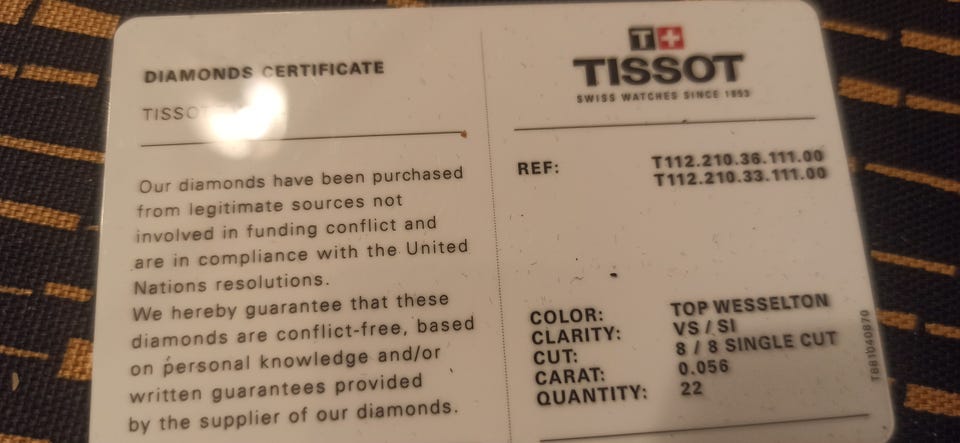 DIAMONDS CERTIFICATE
Our diamonds have been purchased
from legitimate sources not
involved in funding conflict and
are in compliance with the United
Nations resolutions.
We hereby guarantee that these
diamonds are conflict-free, based
on personal knowledge and/or
written guarantees provided
by the supplier of our diamonds.
T+
TISSOT
SWISS WATCHES SINCE 1853
REF: T112.210.36.111.00
T112.210.33.111.00
COLOR: TOP WESSELTON
CLARITY: VS / SI
CUT: 8 / 8 SINGLE CUT
CARAT: 0.056
QUANTITY: 22
T881040870